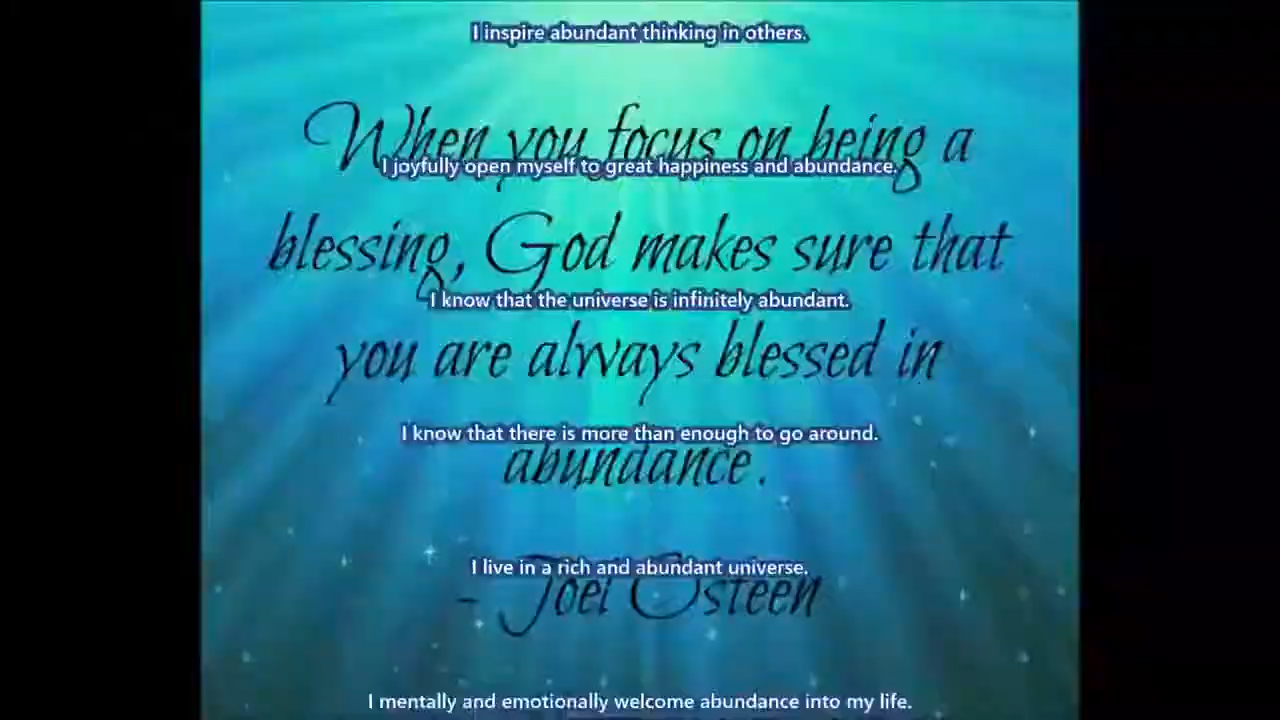 I inspire abundant thinking in others.
When you focus on being a
I joyfully open myself to great happiness and abundance.
blessing, God makes sure that
I know that the universe is infinitely abundant.
you are always blessed in
I know that there is more than enough to go around.
abundance.
I live in a rich and abundant universe.
- Joel Osteen
I mentally and emotionally welcome abundance into my life.